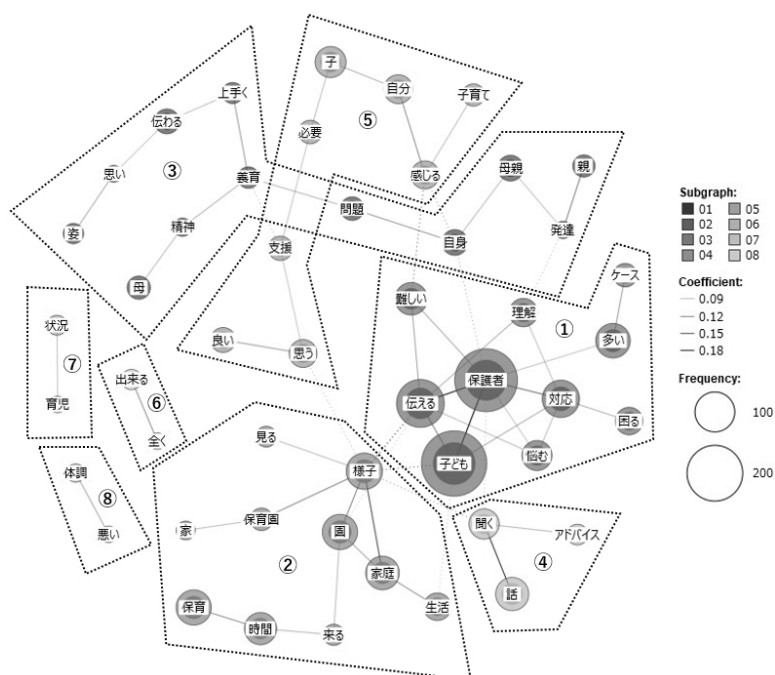 子
自分
子育て
⑤
必要
感じる
上手く
伝わる
思い
③
義育
姿
精神
母
母親
親
問題
自身
発達
支援
良い
思う
ケース
難しい
理解
①
多い
保護者
伝える
対応
困る
子ども
悩む
状況
⑦
育児
出来る
⑥
全く
体調
⑧
悪い
見る
様子
家
保育園
園
②
家庭
保育
時間
来る
生活
聞く
アドバイス
④
話
Subgraph:
01 05
02 06
03 07
04 08
Coefficient:
0.09
0.12
0.15
0.18
Frequency:
100
200